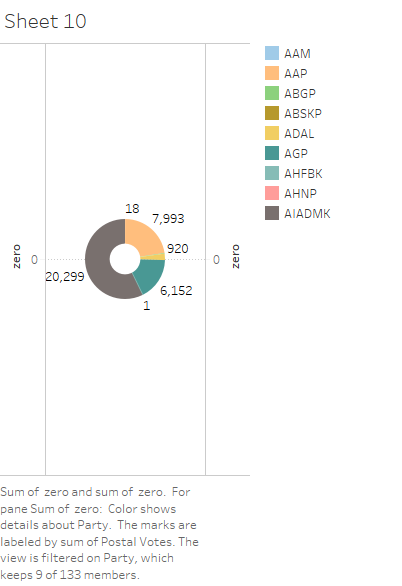 Sheet 10
AAM
AAP
ABGP
ABSKP
ADAL
AGP
AHFBK
AHNP
AIADMK
18
7,993
920
zero
0
0
zero
20,299
6,152
1
Sum of zero and sum of zero. For
pane Sum of zero: Color shows
details about Party. The marks are
labeled by sum of Postal Votes. The
view is filtered on Party, which
keeps 9 of 133 members.